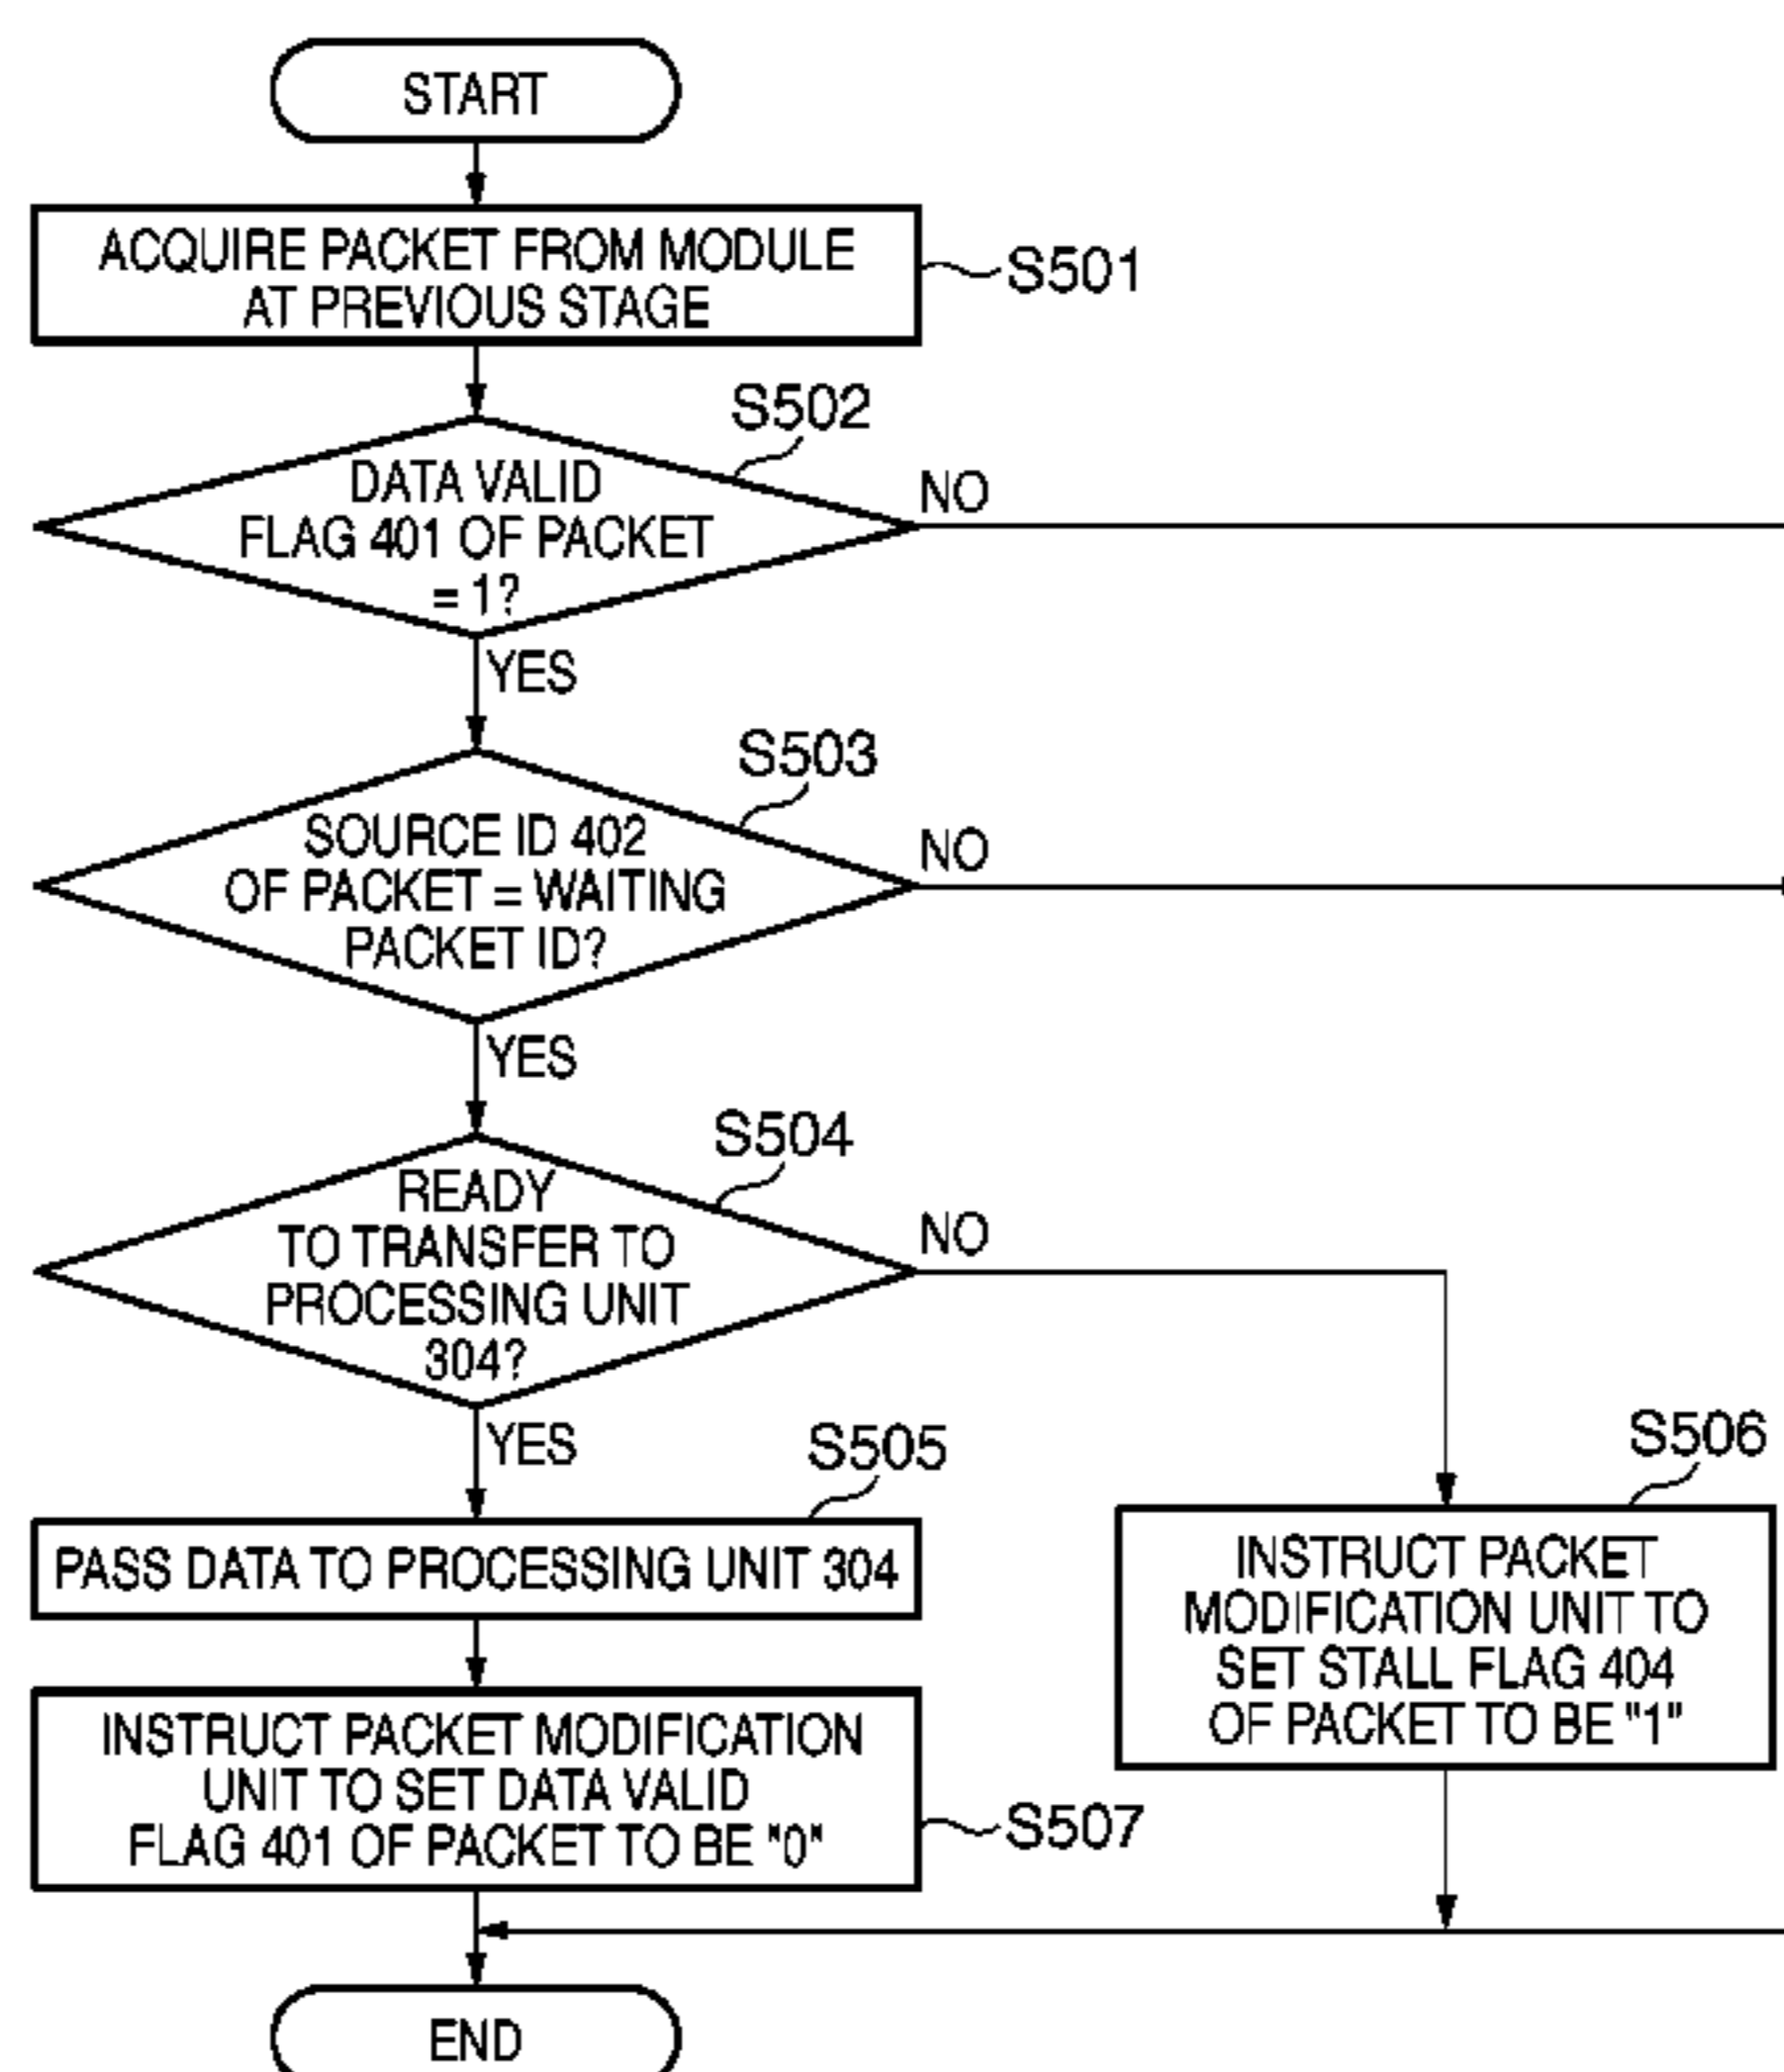 START
ACQUIRE PACKET FROM MODULE
AT PREVIOUS STAGE
S501
S502
DATA VALID
FLAG 401 OF PACKET
= 1?
NO
YES
S503
SOURCE ID 402
OF PACKET = WAITING
PACKET ID?
NO
YES
S504
READY
TO TRANSFER TO
PROCESSING UNIT
304?
NO
YES
S505
PASS DATA TO PROCESSING UNIT 304
S506
INSTRUCT PACKET
MODIFICATION UNIT TO
SET STALL FLAG 404
OF PACKET TO BE "1"
INSTRUCT PACKET MODIFICATION
UNIT TO SET DATA VALID
FLAG 401 OF PACKET TO BE "0"
S507
END